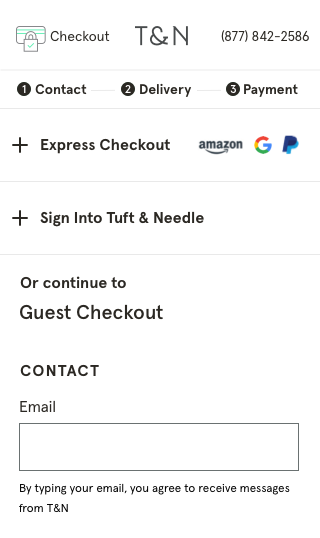 Checkout T&N (877) 842-2586
1 Contact 2 Delivery 3 Payment
Express Checkout amazon G P
Sign Into Tuft & Needle
Or continue to
Guest Checkout
CONTACT
Email
By typing your email, you agree to receive messages
from T&N